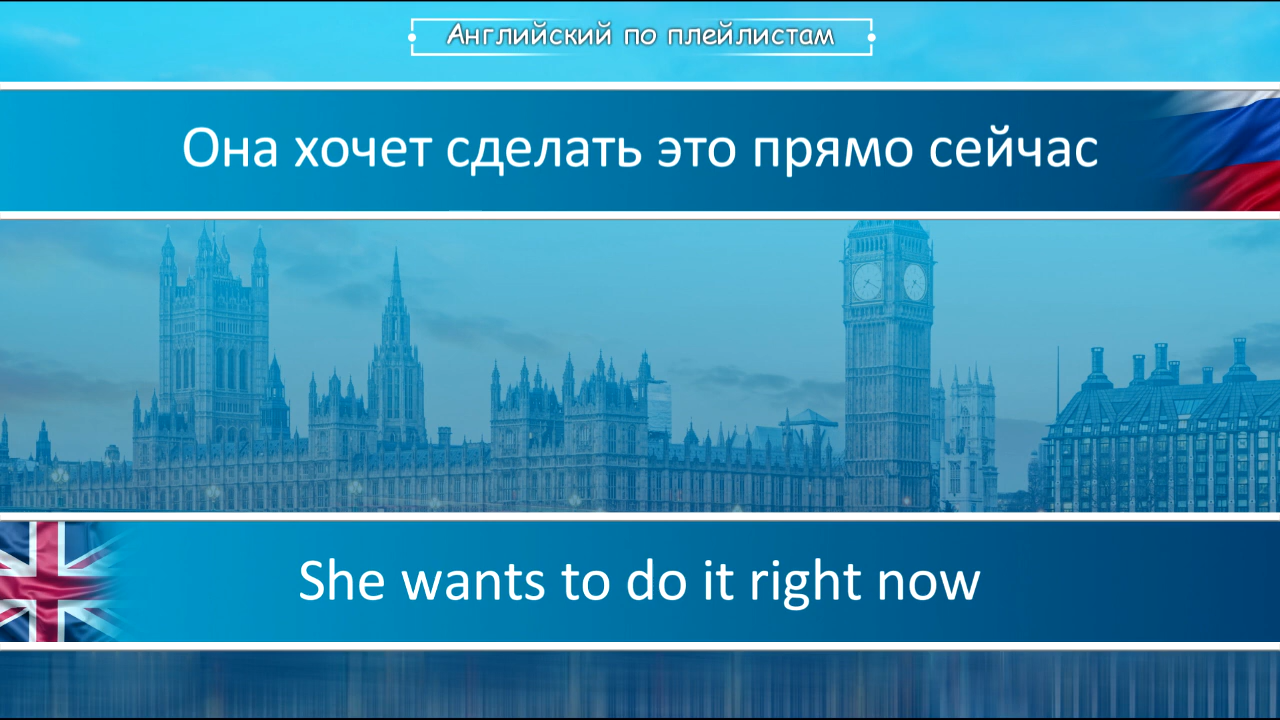 Английский по плейлистам
Она хочет сделать это прямо сейчас
She wants to do it right now